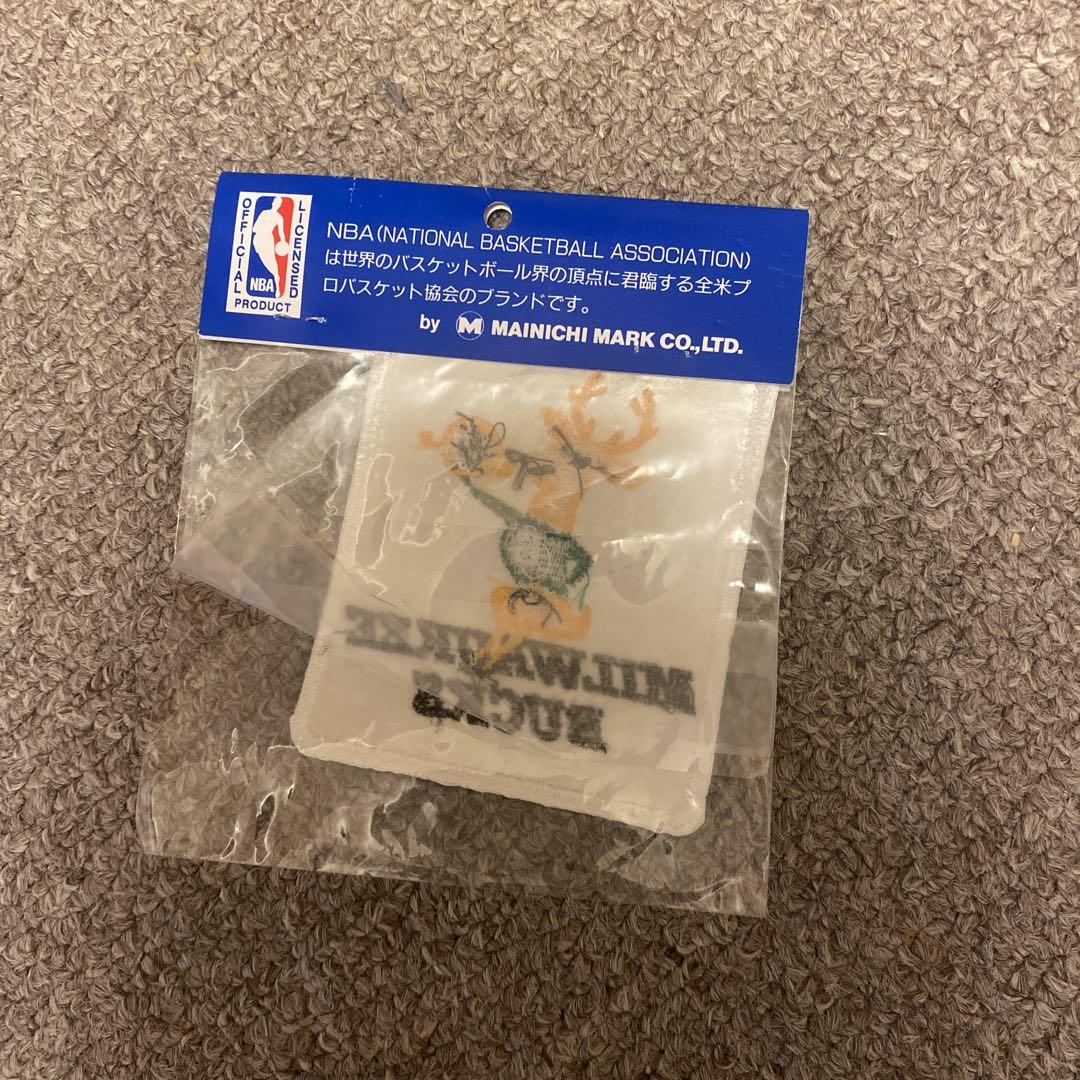 OFFICIAL
LICENSED
NBA
PRODUCT
NBA(NATIONAL BASKETBALL ASSOCIATION)
は世界のバスケットボール界の頂点に君臨する全米プ
ロバスケット協会のブランドです。
by M MAINICHI MARK CO.,LTD.
MILWAUKEE
BUCKS